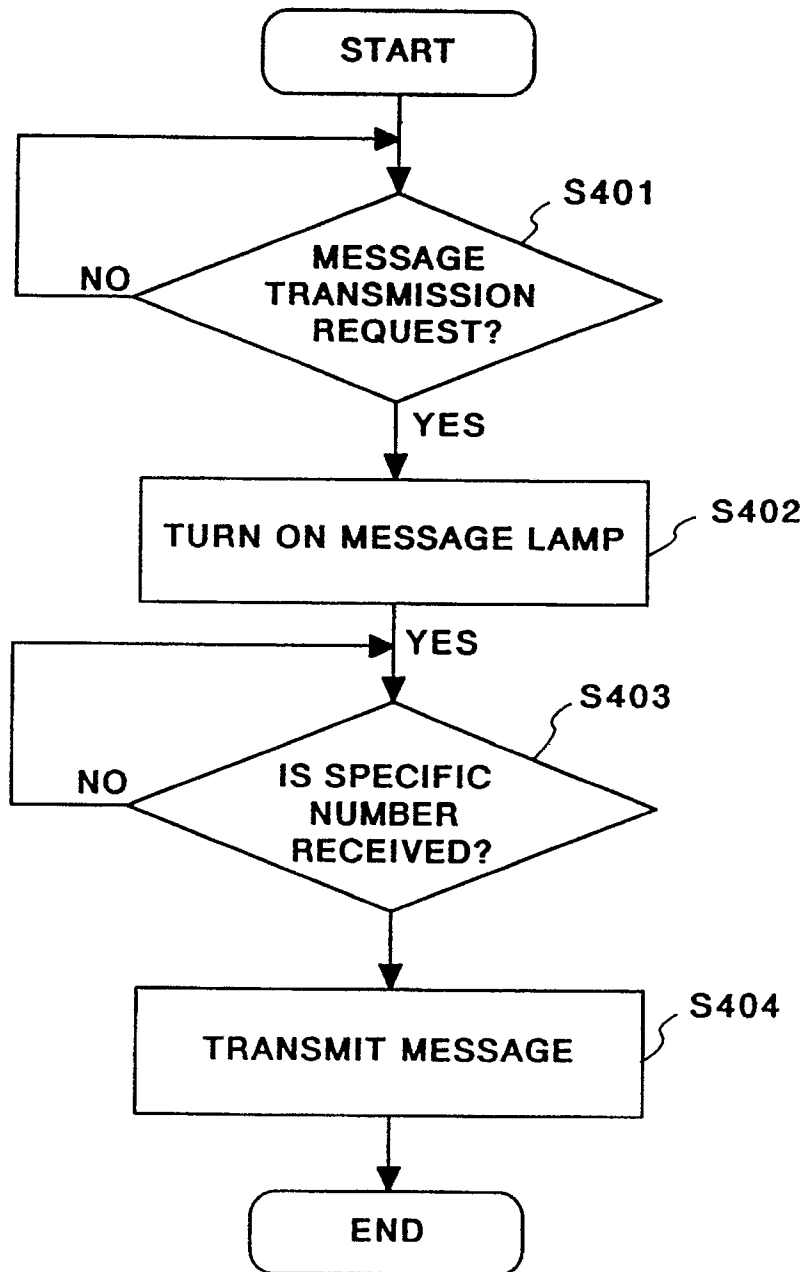 START
S401
MESSAGE
TRANSMISSION
REQUEST?
NO
YES
S402
TURN ON MESSAGE LAMP
YES
S403
IS SPECIFIC
NUMBER
RECEIVED?
NO
S404
TRANSMIT MESSAGE
END